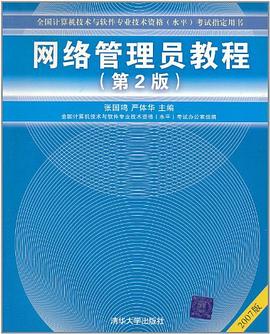 全国计算机技术与软件专业技术资格（水平）考试指定用书
网络管理员教程
（第2版）
张国鸣 严体华 主编
全国计算机技术与软件专业技术资格（水平）考试办公室组编
清华大学出版社
2007版